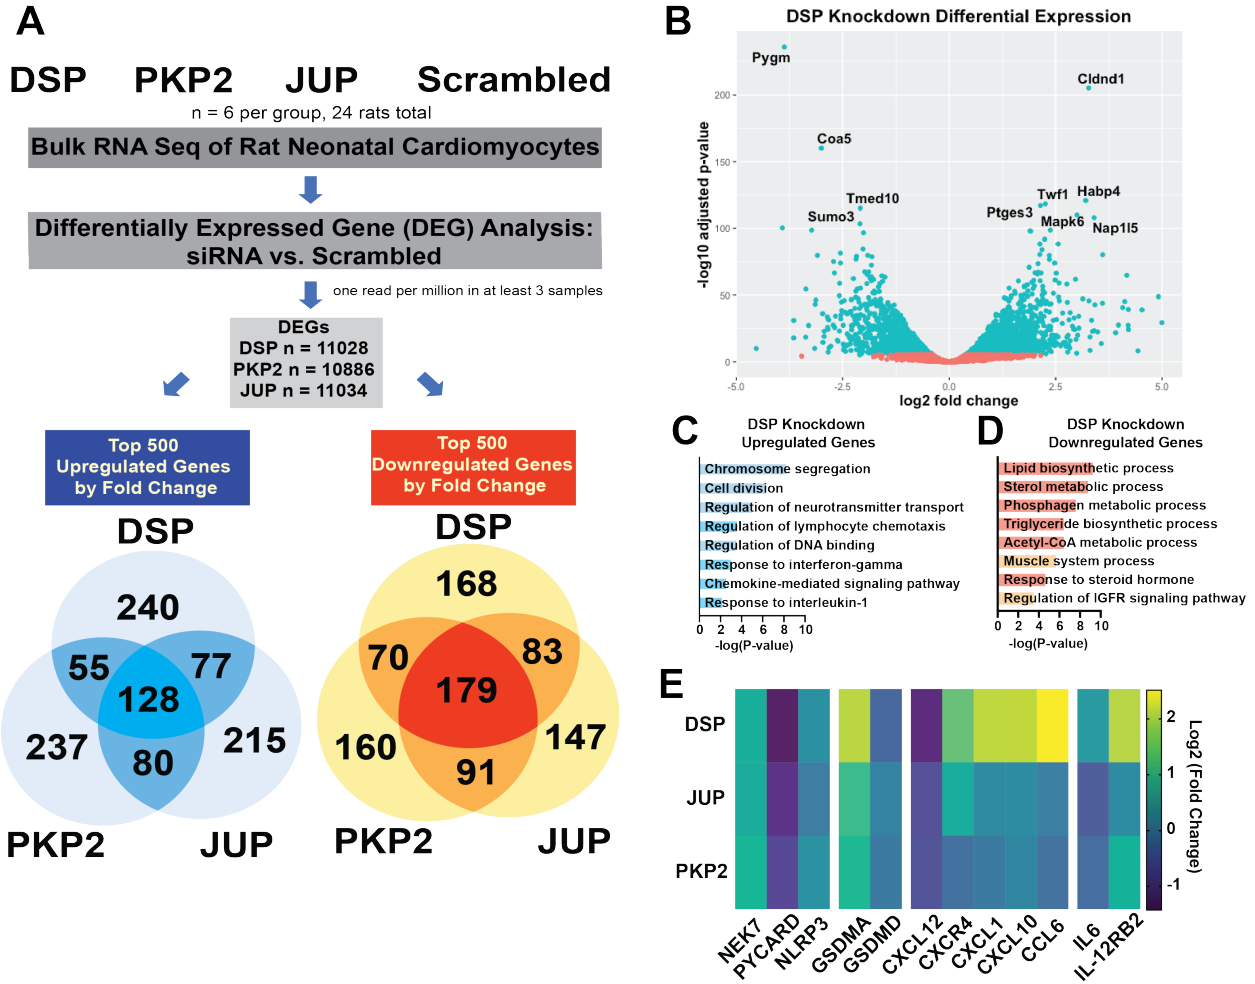 A
DSP PKP2 JUP Scrambled
n = 6 per group, 24 rats total
Bulk RNA Seq of Rat Neonatal Cardiomyocytes
Differentially Expressed Gene (DEG) Analysis:
siRNA vs. Scrambled
one read per million in at least 3 samples
DEGs
DSP n = 11028
PKP2 n = 10886
JUP n = 11034
Top 500
Upregulated Genes
by Fold Change
DSP
240
55
77
128
237
215
80
PKP2
JUP
Top 500
Downregulated Genes
by Fold Change
DSP
168
70
83
179
160
147
91
PKP2
JUP
B
DSP Knockdown Differential Expression
-log10 adjusted p-value
200
150
100
50
0
Pygm
Cldnd1
Coa5
Tmed10
Sumo3
Twf1
Habp4
Ptges3
Mapk6
Nap1l5
-5.0 -2.5 0.0 2.5 5.0
log2 fold change
C
DSP Knockdown
Upregulated Genes
Chromosome segregation
Cell division
Regulation of neurotransmitter transport
Regulation of lymphocyte chemotaxis
Regulation of DNA binding
Response to interferon-gamma
Chemokine-mediated signaling pathway
Response to interleukin-1
0 2 4 6 8 10
-log(P-value)
D
DSP Knockdown
Downregulated Genes
Lipid biosynthetic process
Sterol metabolic process
Phosphagen metabolic process
Triglyceride biosynthetic process
Acetyl-CoA metabolic process
Muscle system process
Response to steroid hormone
Regulation of IGFR signaling pathway
0 2 4 6 8 10
-log(P-value)
E
DSP
JUP
PKP2
NEK7
PYCARD
NLRP3
GSDMA
GSDMD
CXCL12
CXCR4
CXCL1
CXCL10
CCL6
IL6
IL-12RB2
2
1
0
-1
Log2 (Fold Change)